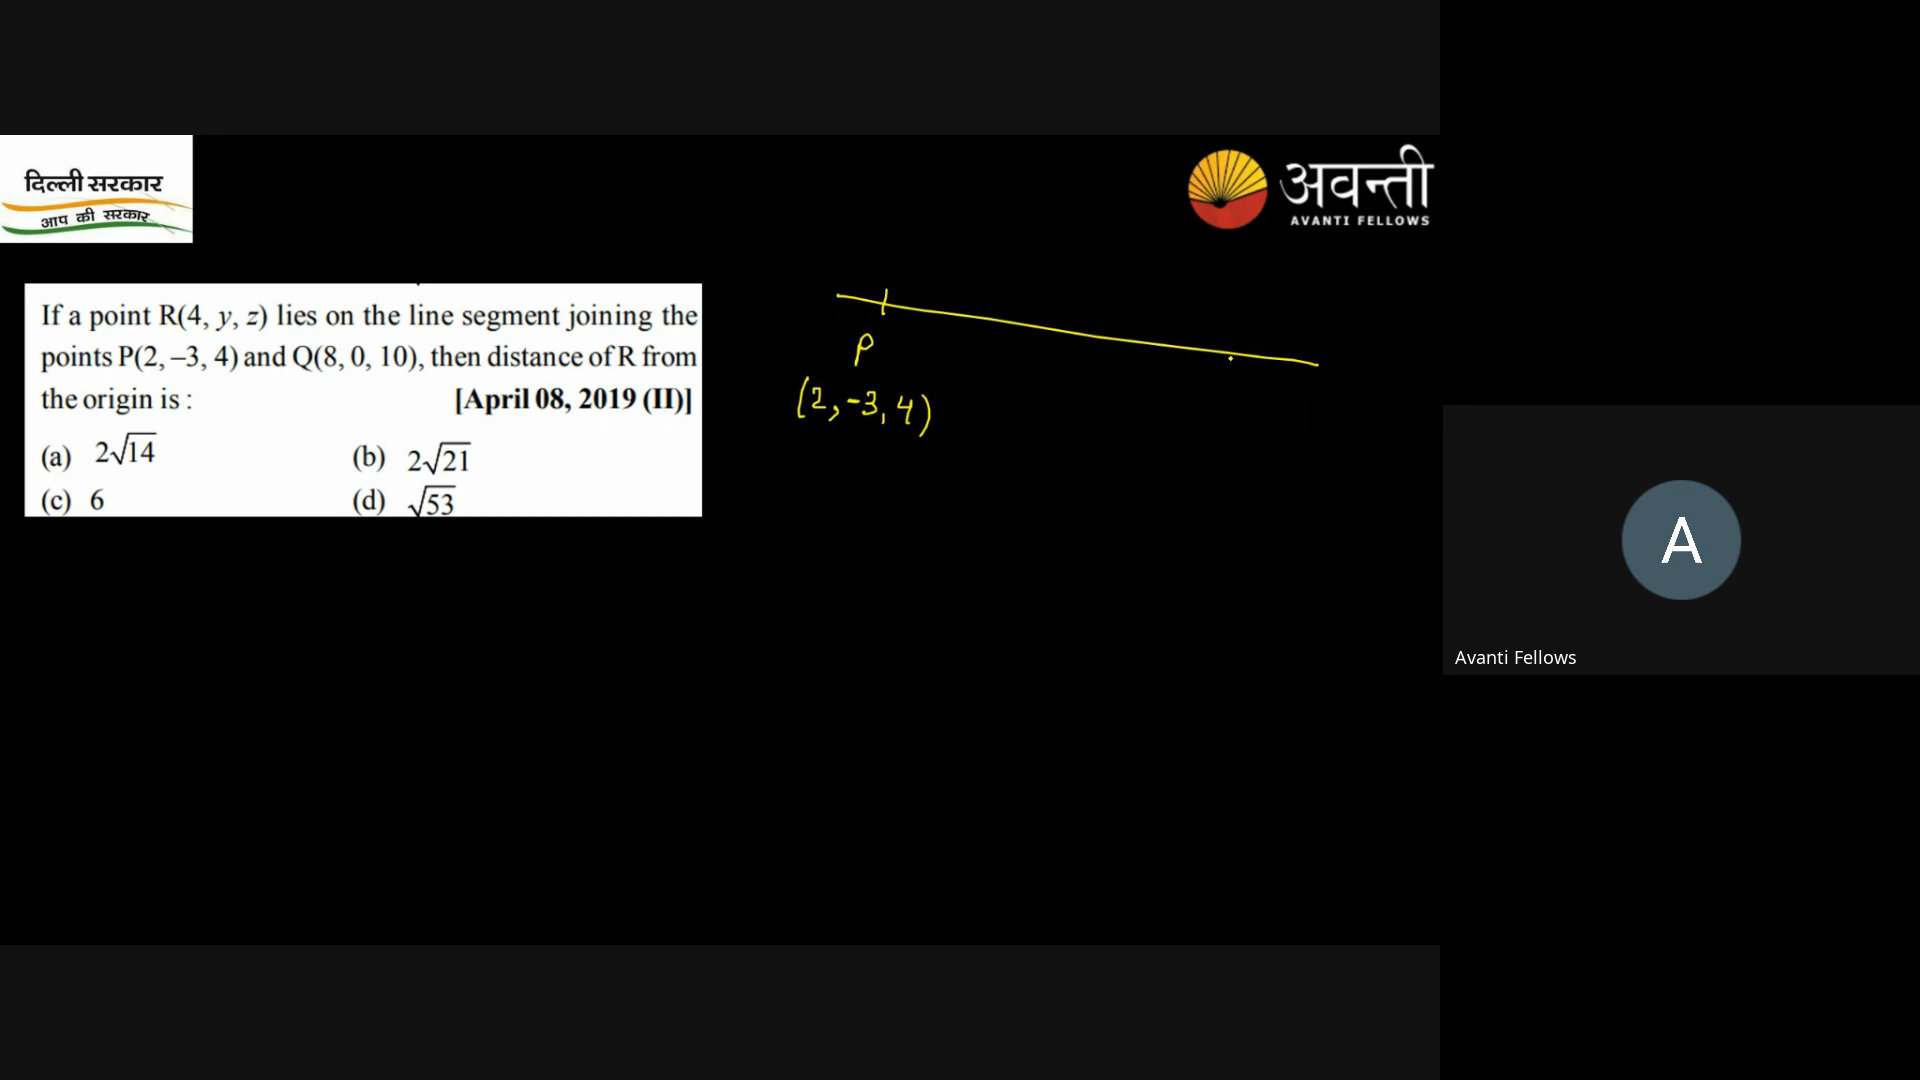 दिल्ली सरकार
आप की सरकार
अवन्ती
AVANTI FELLOWS
If a point R(4, y, z) lies on the line segment joining the
points P(2, –3, 4) and Q(8, 0, 10), then distance of R from
the origin is : [April 08, 2019 (II)]
(a) 2√14 (b) 2√21
(c) 6 (d) √53
P
(2, -3, 4)
A
Avanti Fellows